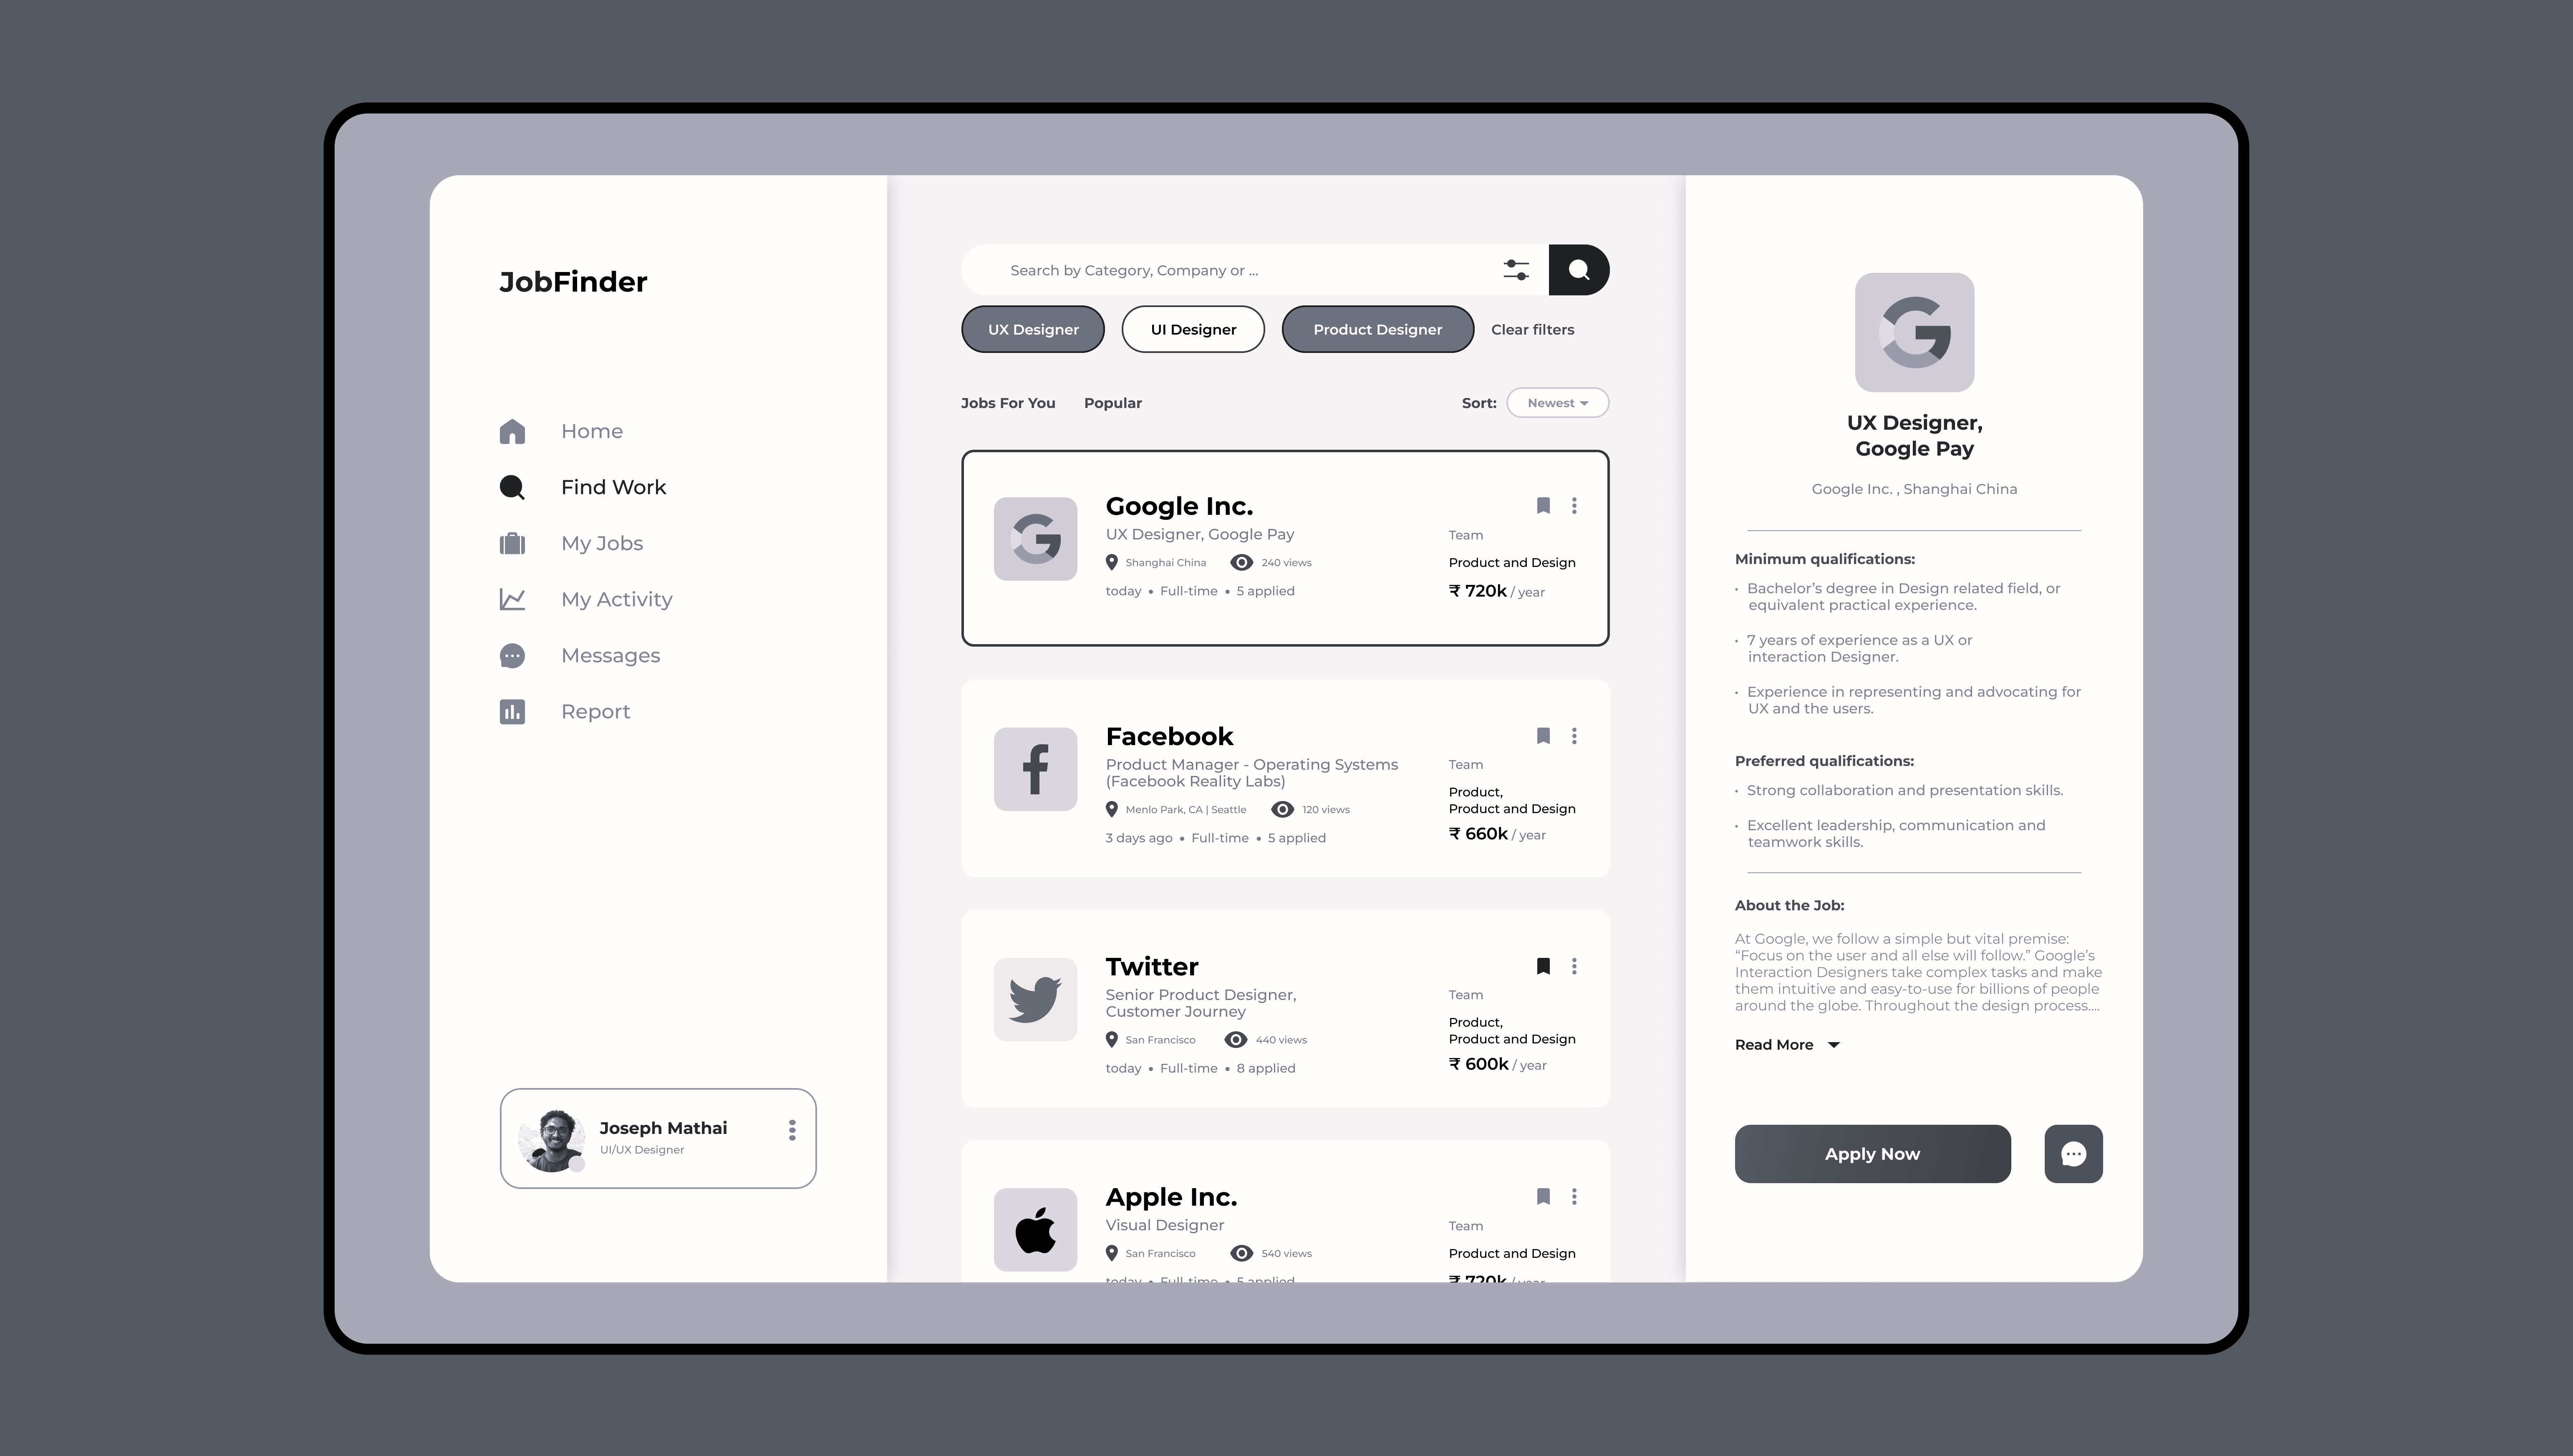 JobFinder
Home
Find Work
My Jobs
My Activity
Messages
Report
Joseph Mathai
UI/UX Designer
Search by Category, Company or ...
UX Designer
UI Designer
Product Designer
Clear filters
Jobs For You
Popular
Sort:
Newest
Google Inc.
UX Designer, Google Pay
Shanghai China
240 views
today • Full-time • 5 applied
Team
Product and Design
₹ 720k / year
Facebook
Product Manager - Operating Systems
(Facebook Reality Labs)
Menlo Park, CA | Seattle
120 views
3 days ago • Full-time • 5 applied
Team
Product,
Product and Design
₹ 660k / year
Twitter
Senior Product Designer,
Customer Journey
San Francisco
440 views
today • Full-time • 8 applied
Team
Product,
Product and Design
₹ 600k / year
Apple Inc.
Visual Designer
San Francisco
540 views
today • Full-time • 5 applied
Team
Product and Design
₹ 720k / year
UX Designer,
Google Pay
Google Inc. , Shanghai China
Minimum qualifications:
• Bachelor’s degree in Design related field, or
equivalent practical experience.
• 7 years of experience as a UX or
interaction Designer.
• Experience in representing and advocating for
UX and the users.
Preferred qualifications:
• Strong collaboration and presentation skills.
• Excellent leadership, communication and
teamwork skills.
About the Job:
At Google, we follow a simple but vital premise:
“Focus on the user and all else will follow.” Google’s
Interaction Designers take complex tasks and make
them intuitive and easy-to-use for billions of people
around the globe. Throughout the design process....
Read More
Apply Now